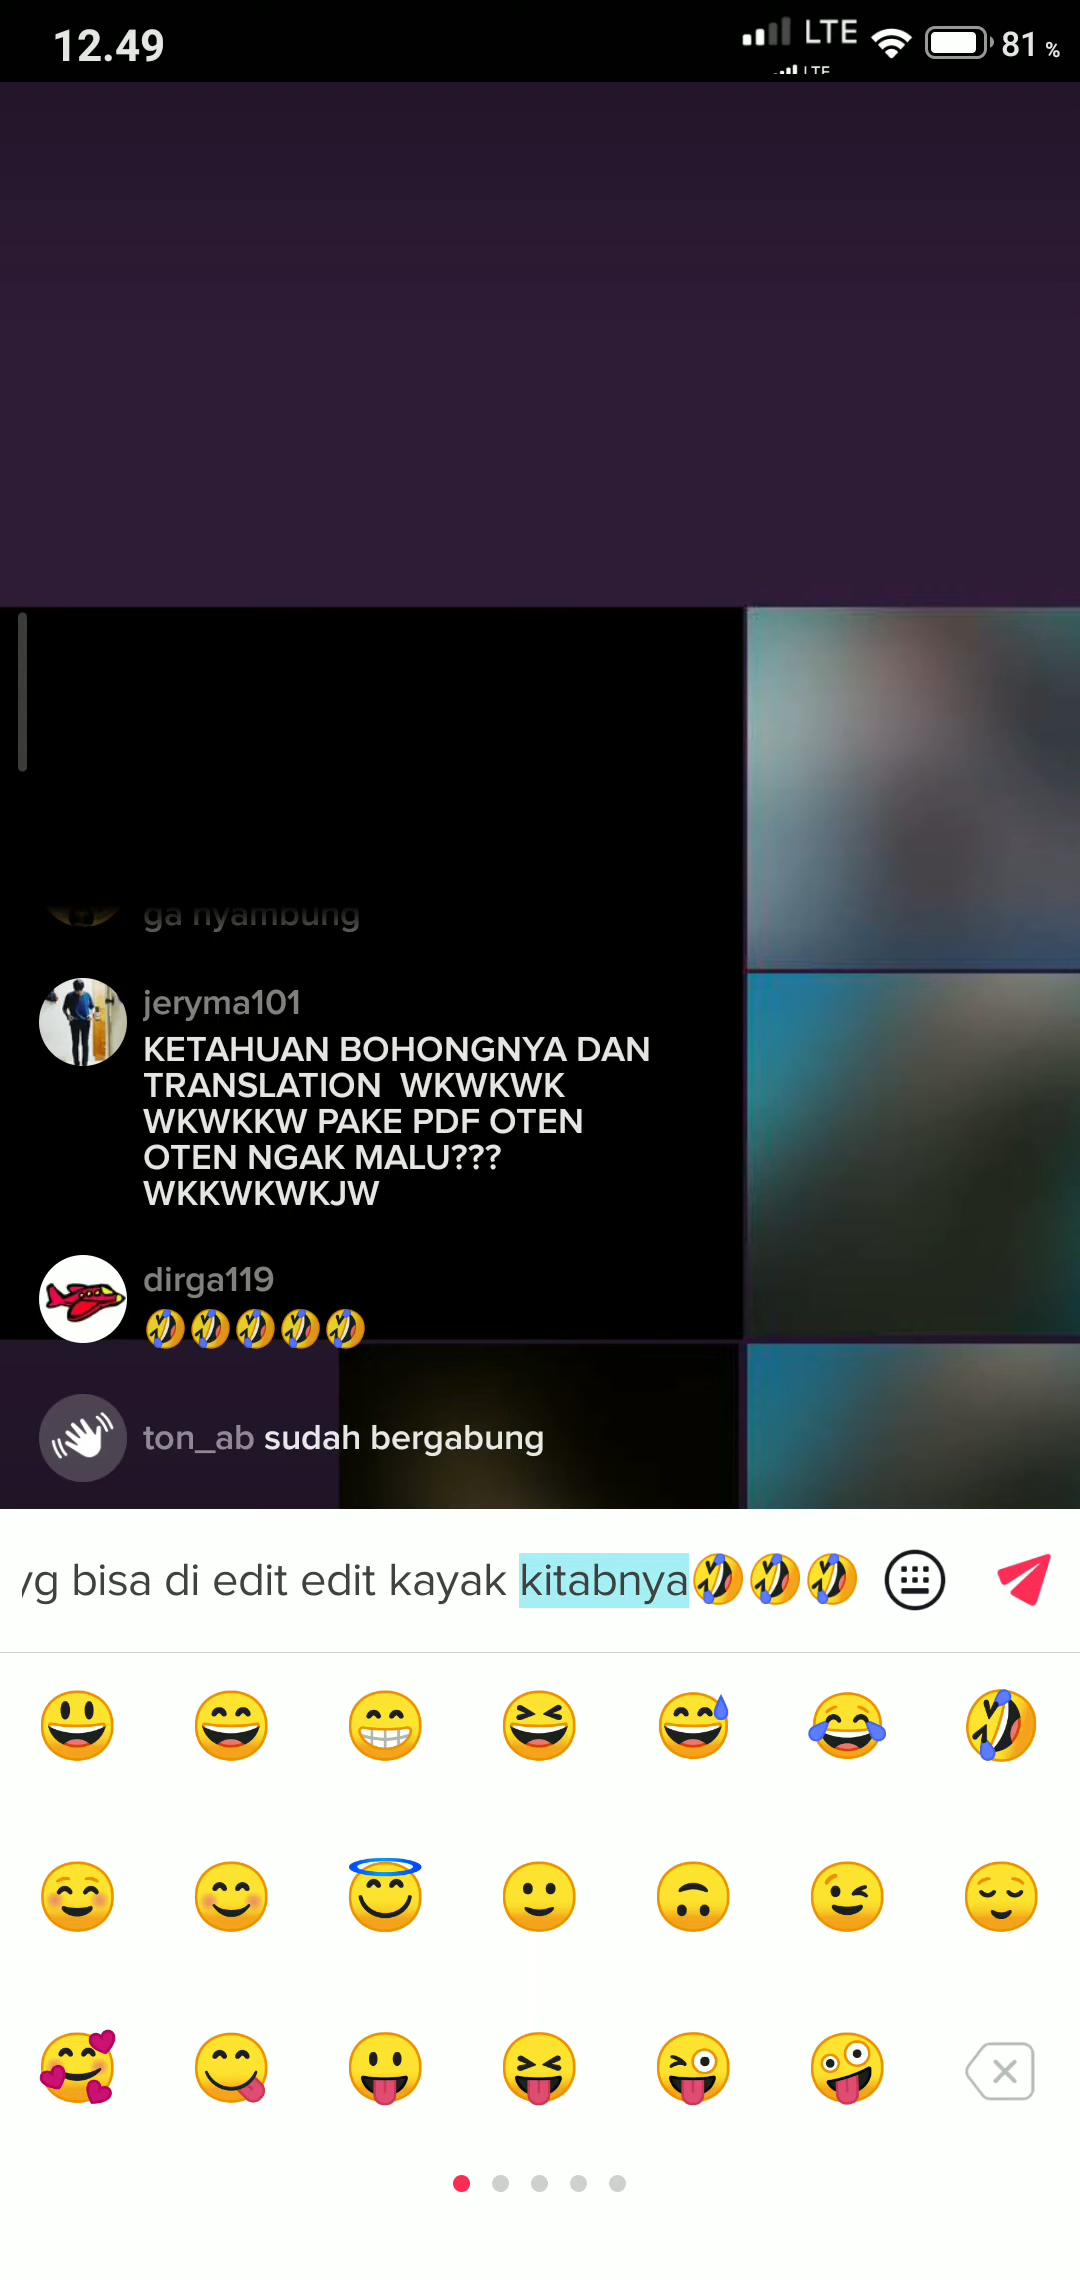 12.49
LTE
81 %
LTE
ga nyambung
jeryma101
KETAHUAN BOHONGNYA DAN
TRANSLATION WKWKWK
WKWKKW PAKE PDF OTEN
OTEN NGAK MALU???
WKKWKWKJW
dirga119
🤣🤣🤣🤣🤣
ton_ab sudah bergabung
yg bisa di edit edit kayak kitabnya🤣🤣🤣